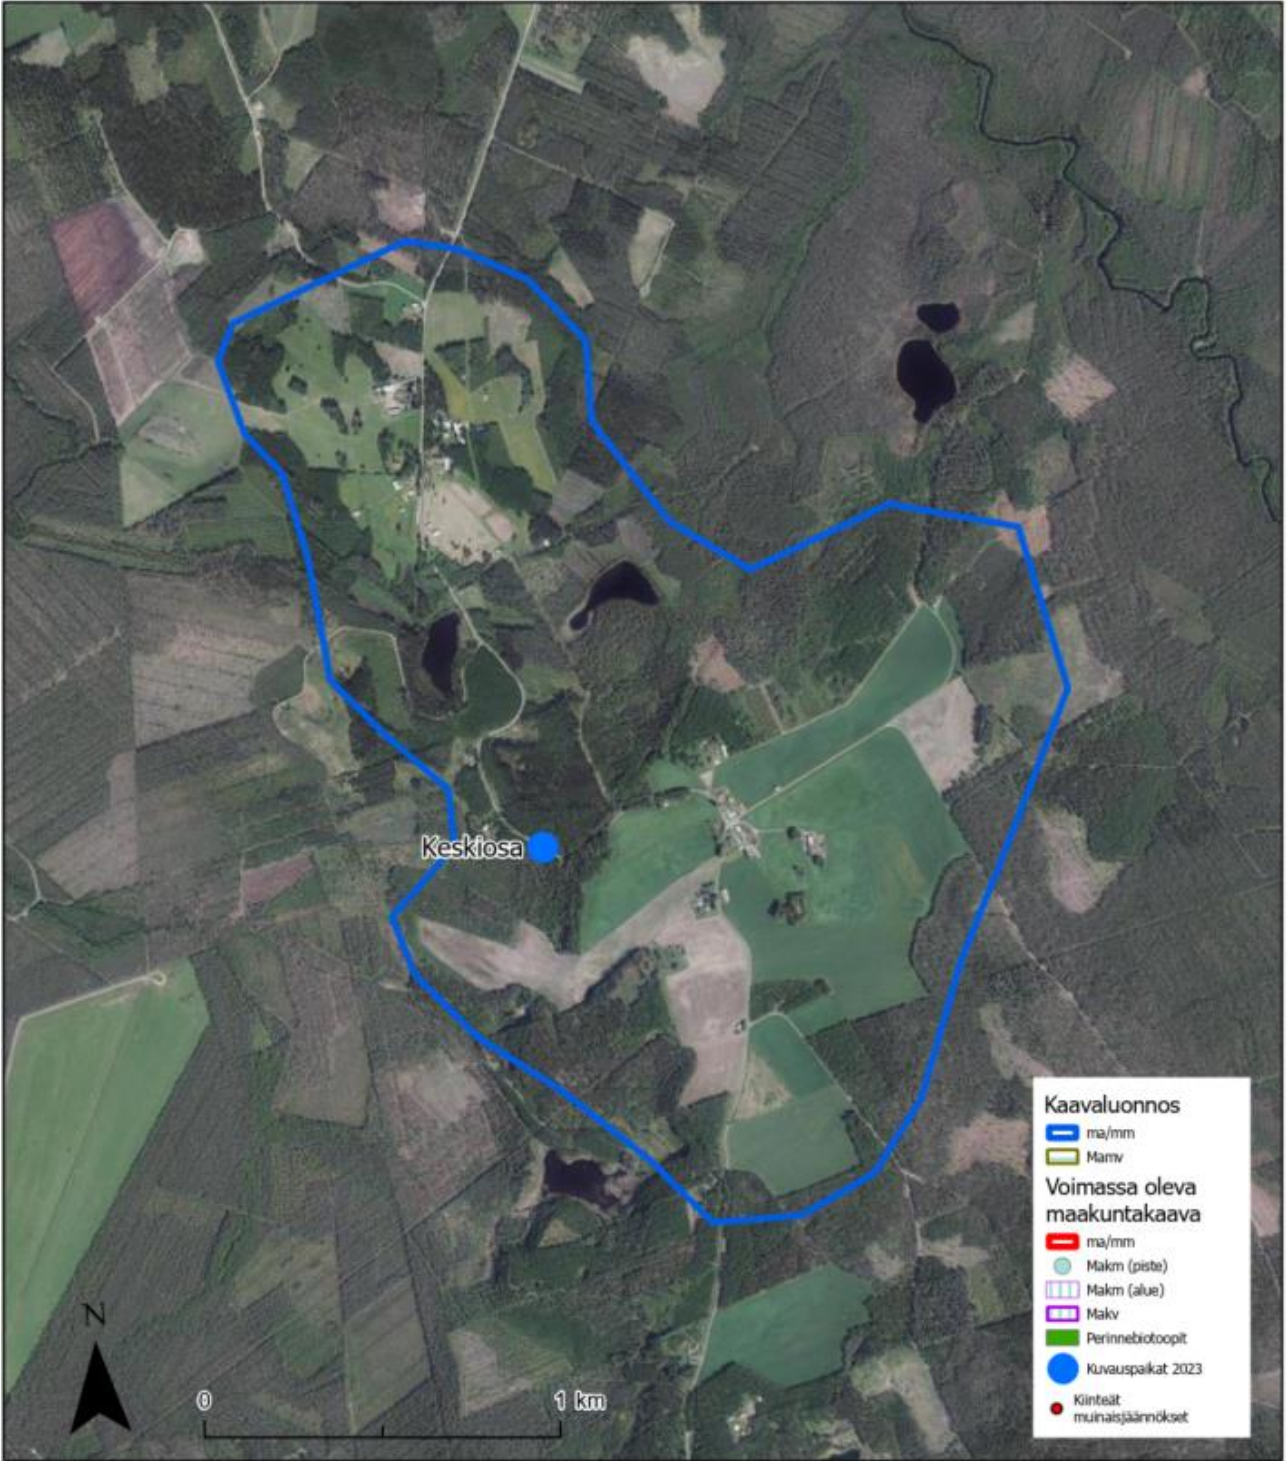 Keskiosa
Kaavaluonnos
ma/mm
Mamv
Voimassa oleva
maakuntakaava
ma/mm
Makm (piste)
Makm (alue)
Makv
Perinnebiotoopit
Kuvauspaikat 2023
Kiinteät
muinaisjäännökset
N
0 1 km